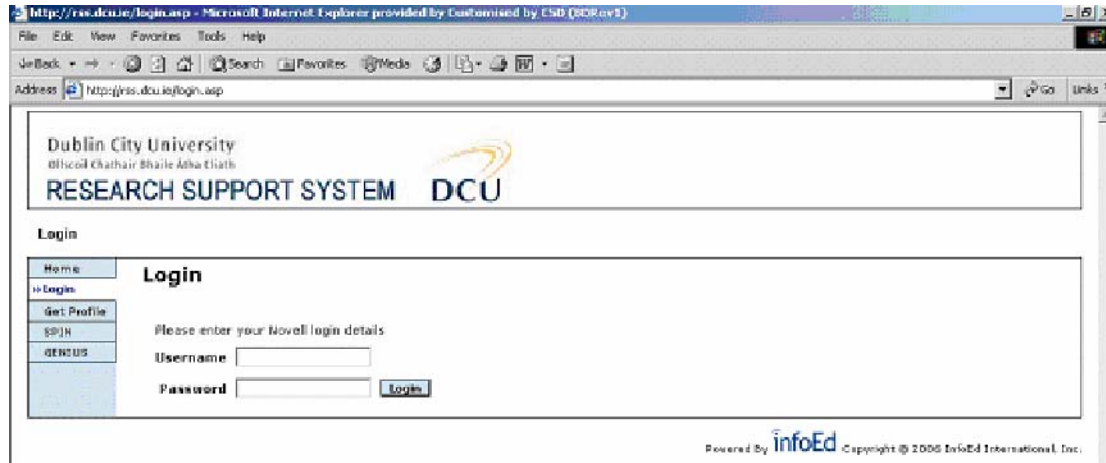 http://rss.dcu.ie/login.asp - Microsoft Internet Explorer provided by Customised by CSD (BDRev1)
File Edit View Favorites Tools Help
Back Search Favorites Media
Address http://rss.dcu.ie/login.asp Go Links
Dublin City University
Ollscoil Chathair Bhaile Átha Cliath
RESEARCH SUPPORT SYSTEM DCU
Login
Home
»Login
Get Profile
SPIN
GENIUS
Login
Please enter your Novell login details
Username
Password Login
Powered By infoEd Copyright © 2006 InfoEd International, Inc.